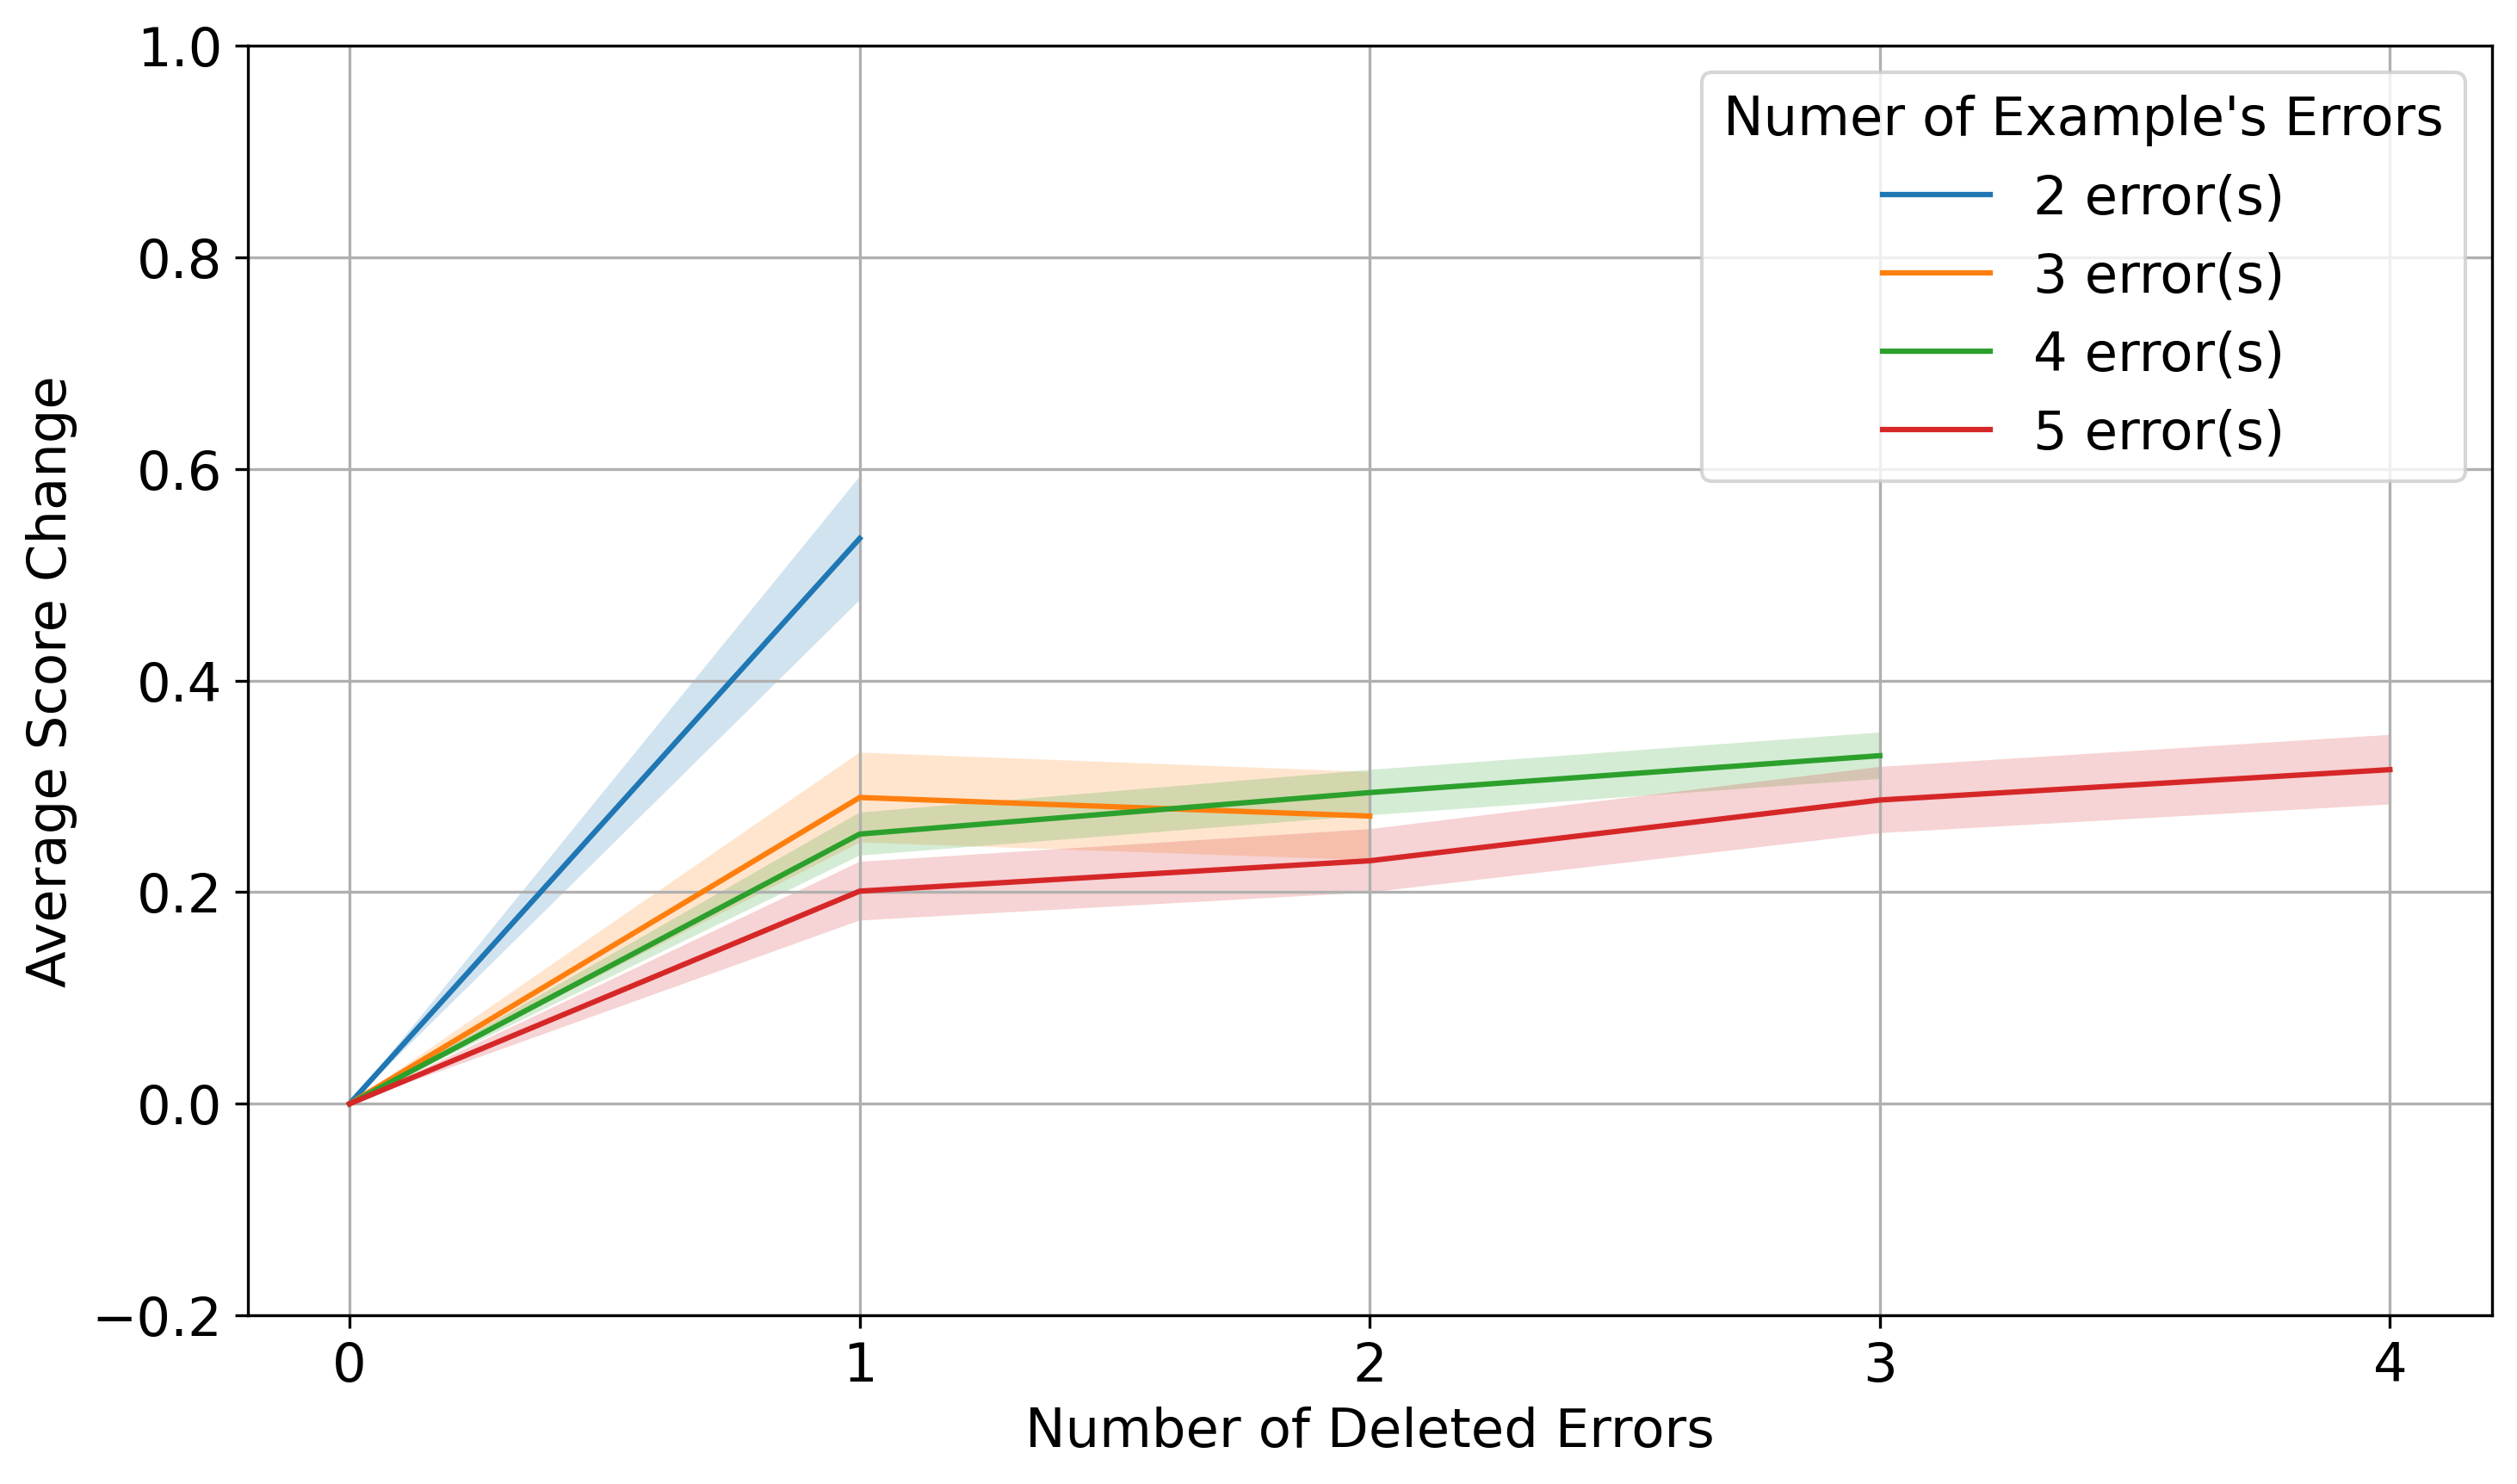 Average Score Change
1.0
0.8
0.6
0.4
0.2
0.0
−0.2
Numer of Example's Errors
2 error(s)
3 error(s)
4 error(s)
5 error(s)
0 1 2 3 4
Number of Deleted Errors